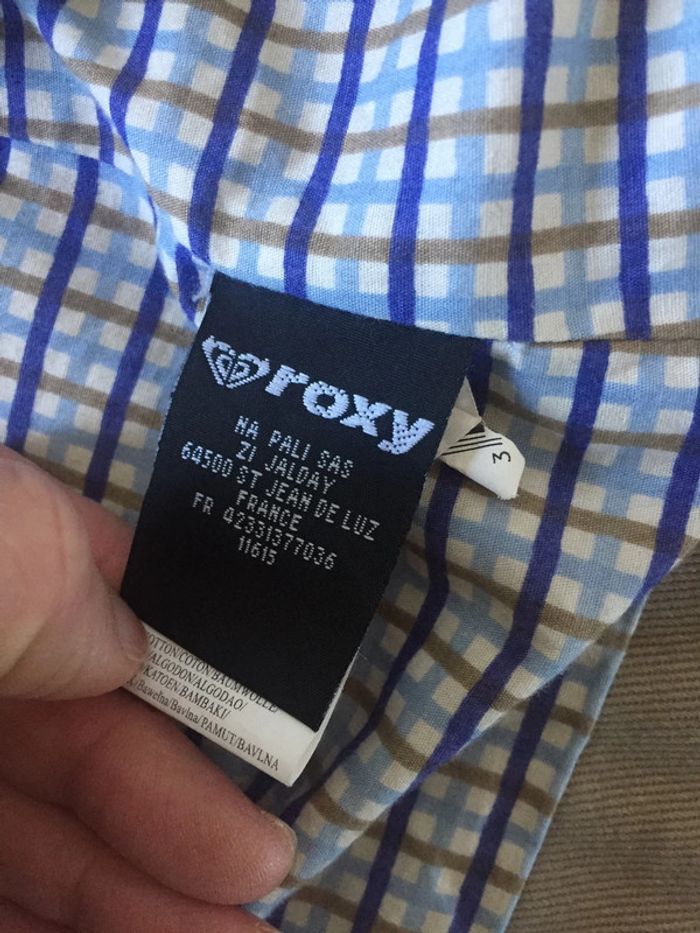 roxy
NA PALI SAS
ZI JALDAY
64500 ST JEAN DE LUZ
FRANCE
FR 42331377036
11615
3
COTTON/COTON/BAUMWOLLE/
/ALGODON/ALGODAO/
/KATOEN/BAMBAKI/
/Bawełna/Bavlna/PAMUT/BAVLNA